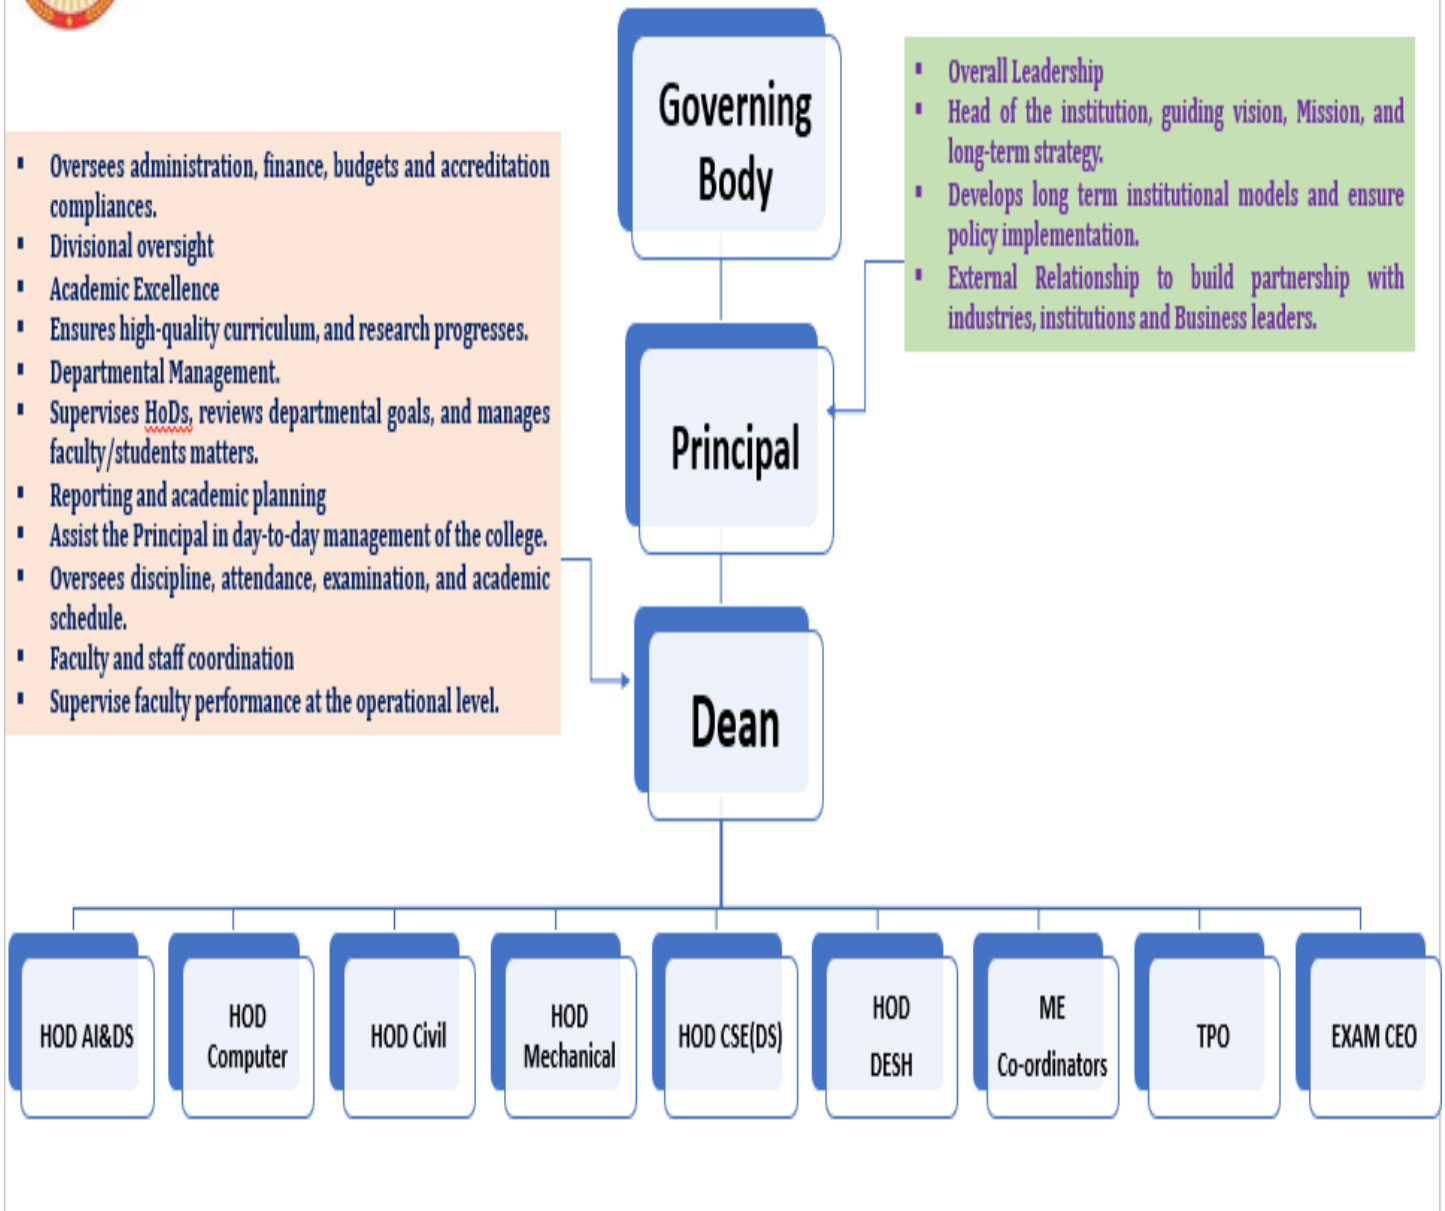 Governing
Body
▪ Overall Leadership
▪ Head of the institution, guiding vision, Mission, and
long-term strategy.
▪ Develops long term institutional models and ensure
policy implementation.
▪ External Relationship to build partnership with
industries, institutions and Business leaders.
▪ Oversees administration, finance, budgets and accreditation
compliances.
▪ Divisional oversight
▪ Academic Excellence
▪ Ensures high-quality curriculum, and research progresses.
▪ Departmental Management.
▪ Supervises HoDs, reviews departmental goals, and manages
faculty/students matters.
▪ Reporting and academic planning
▪ Assist the Principal in day-to-day management of the college.
▪ Oversees discipline, attendance, examination, and academic
schedule.
▪ Faculty and staff coordination
▪ Supervise faculty performance at the operational level.
Principal
Dean
HOD AI&DS
HOD
Computer
HOD Civil
HOD
Mechanical
HOD CSE(DS)
HOD
DESH
ME
Co-ordinators
TPO
EXAM CEO